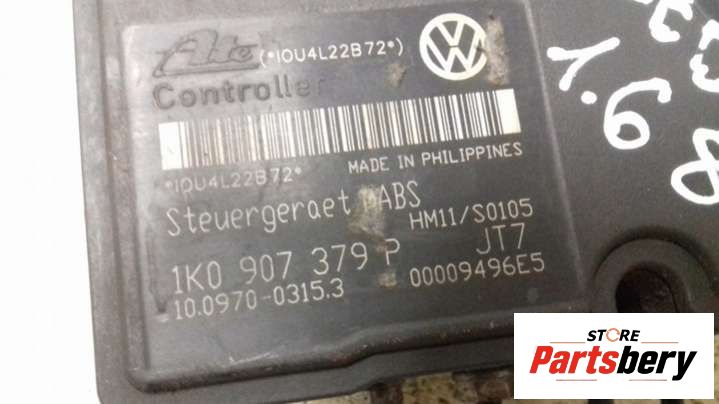 Ate (*IOU4L22B72*)
Controller
*IOU4L22B72* MADE IN PHILIPPINES
Steuergeraet ABS HM11/S0105
1K0 907 379 P JT7
10.0970-0315.3 00009496E5
1.6 8
STORE
Partsbery